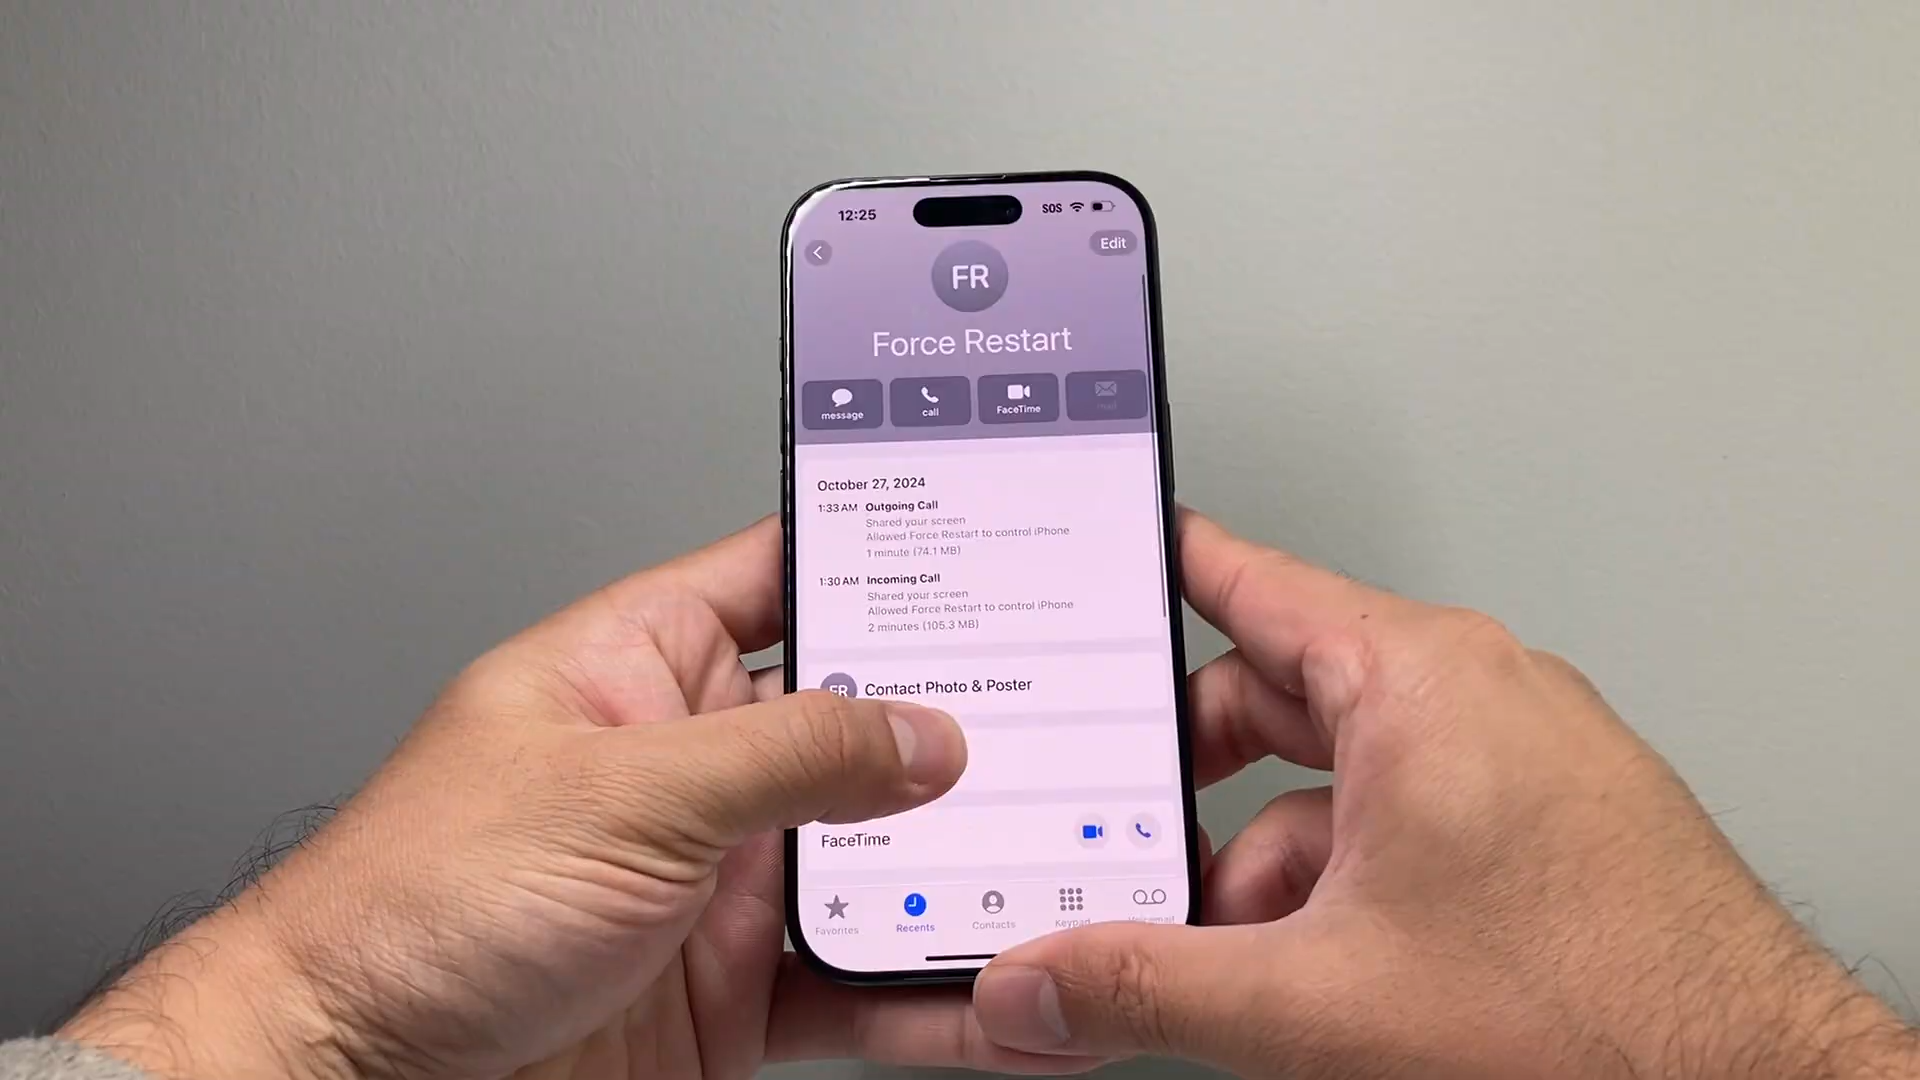 12:25
SOS
Edit
FR
Force Restart
message
call
FaceTime
mail
October 27, 2024
1:33 AM Outgoing Call
Shared your screen
Allowed Force Restart to control iPhone
1 minute (74.1 MB)
1:30 AM Incoming Call
Shared your screen
Allowed Force Restart to control iPhone
2 minutes (105.3 MB)
FR Contact Photo & Poster
FaceTime
Favorites
Recents
Contacts
Keypad
Voicemail